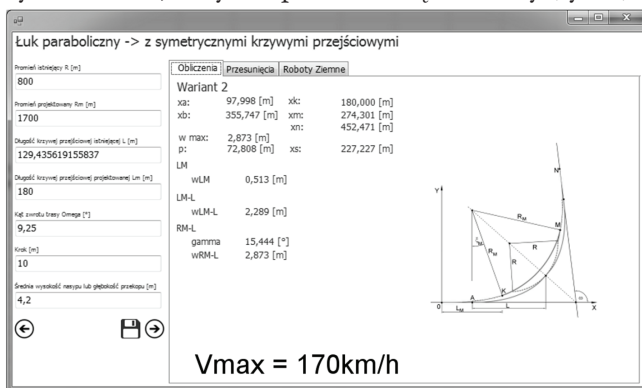 Łuk paraboliczny -> z symetrycznymi krzywymi przejściowymi
Promień istniejący R [m]
800
Promień projektowany Rm [m]
1700
Długość krzywej przejściowej istniejącej L [m]
129,435619155837
Długość krzywej przejściowej projektowanej Lm [m]
180
Kąt zwrotu trasy Omega [°]
9,25
Krok [m]
10
Średnia wysokość nasypu lub głębokość przekopu [m]
4,2
Obliczenia Przesunięcia Roboty Ziemne
Wariant 2
xa: 97,998 [m] xk: 180,000 [m]
xb: 355,747 [m] xm: 274,301 [m]
xn: 452,471 [m]
w max: 2,873 [m]
p: 72,808 [m] xs: 227,227 [m]
LM
wLM 0,513 [m]
LM-L
wLM-L 2,289 [m]
RM-L
gamma 15,444 [°]
wRM-L 2,873 [m]
Y
N
R_M
M
R_M
R
R
K
A
0
L_M
L
X
Vmax = 170km/h